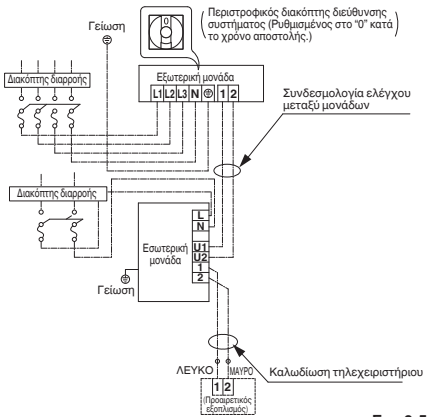 Γείωση
0
( Περιστροφικός διακόπτης διεύθυνσης
συστήματος (Ρυθμισμένος στο “0” κατά
το χρόνο αποστολής.) )
Διακόπτης διαρροής
Εξωτερική μονάδα
L1 L2 L3 N 1 2
Συνδεσμολογία ελέγχου
μεταξύ μονάδων
Διακόπτης διαρροής
L
N
Εσωτερική
μονάδα
U1
U2
1
2
Γείωση
ΛΕΥΚΟ ΜΑΥΡΟ
Καλωδίωση τηλεχειριστήριου
1 2
(Προαιρετικός
εξοπλισμός)